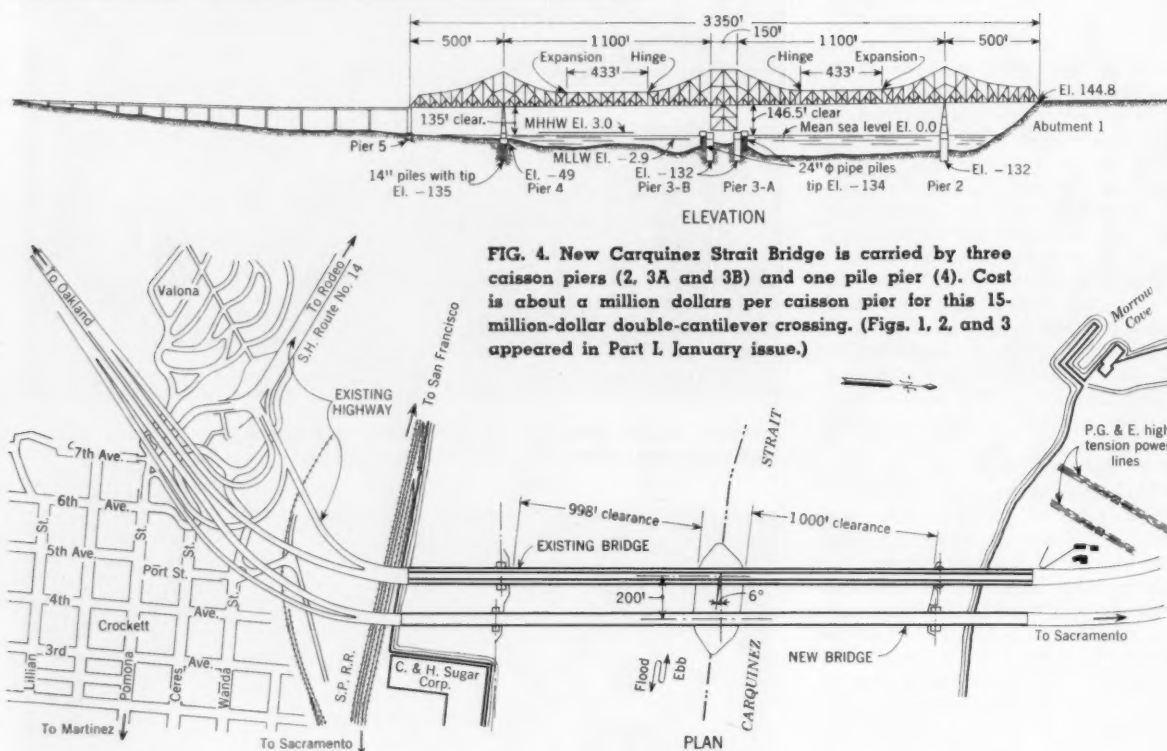 3350'
150'
500'
1100'
1100'
500'
Expansion
Hinge
Hinge
Expansion
433'
433'
El. 144.8
135' clear.
MHHW El. 3.0
146.5' clear
Mean sea level El. 0.0
Abutment 1
Pier 5
MLLW El. −2.9
14" piles with tip
El. −135
El. −49
Pier 4
El. −132
Pier 3-B
Pier 3-A
24" ϕ pipe piles
tip El. −134
El. −132
Pier 2
ELEVATION
FIG. 4. New Carquinez Strait Bridge is carried by three
caisson piers (2, 3A and 3B) and one pile pier (4). Cost
is about a million dollars per caisson pier for this 15-
million-dollar double-cantilever crossing. (Figs. 1, 2, and 3
appeared in Part I, January issue.)
To Oakland
Valona
To Rodeo
S.H. Route No. 14
EXISTING
HIGHWAY
To San Francisco
Morrow
Cove
P.G. & E. high
tension power
lines
STRAIT
998' clearance
1000' clearance
EXISTING BRIDGE
200'
6°
7th Ave.
6th Ave.
5th Ave.
4th Ave.
3rd Ave.
St.
St.
St.
St.
Port St.
Crockett
Lillian
Pomona
Ceres
Wanda
S.P. R.R.
C. & H. Sugar
Corp.
Flood
Ebb
CARQUINEZ
NEW BRIDGE
To Sacramento
To Martinez
To Sacramento
PLAN